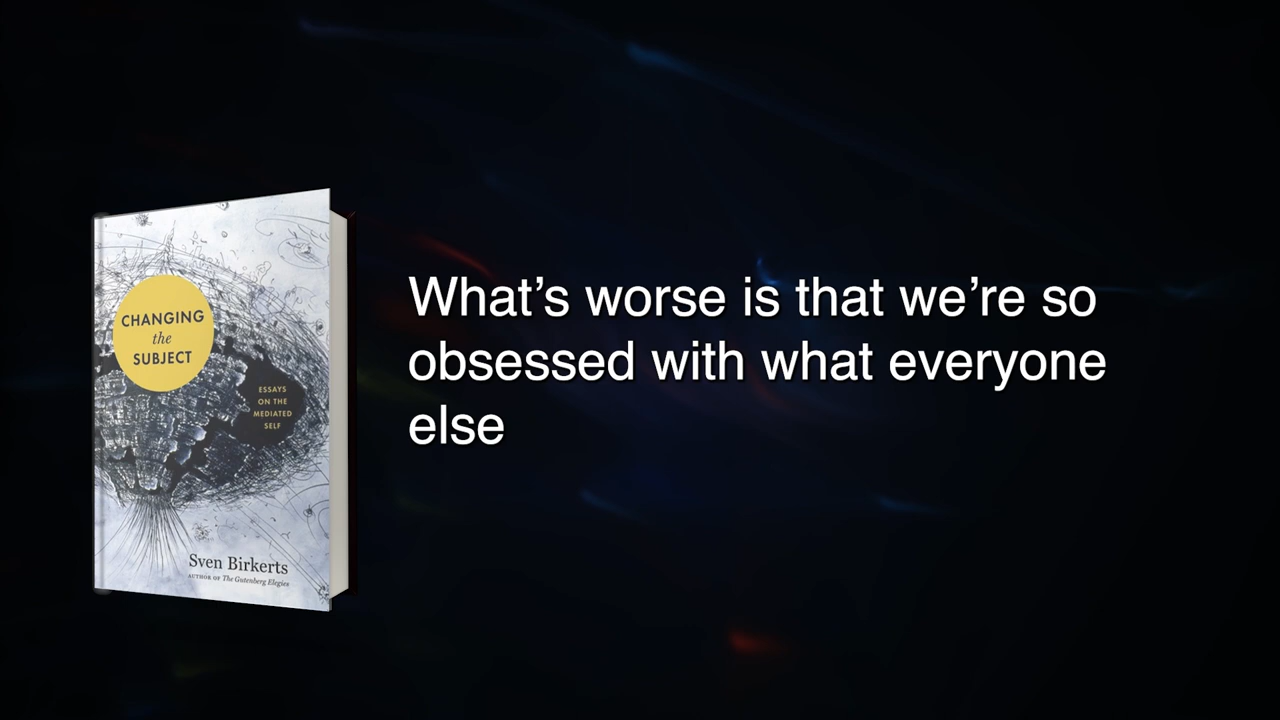 CHANGING
the
SUBJECT
ESSAYS
ON THE
MEDIATED
SELF
Sven Birkerts
AUTHOR OF The Gutenberg Elegies
What’s worse is that we’re so
obsessed with what everyone
else